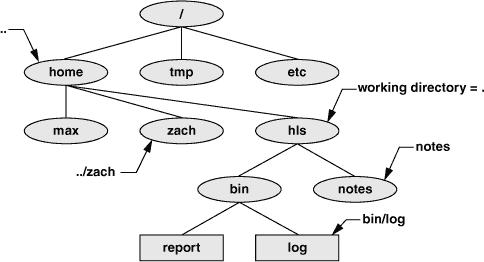 /
..
home
tmp
etc
working directory = .
max
zach
hls
../zach
notes
bin
notes
bin/log
report
log